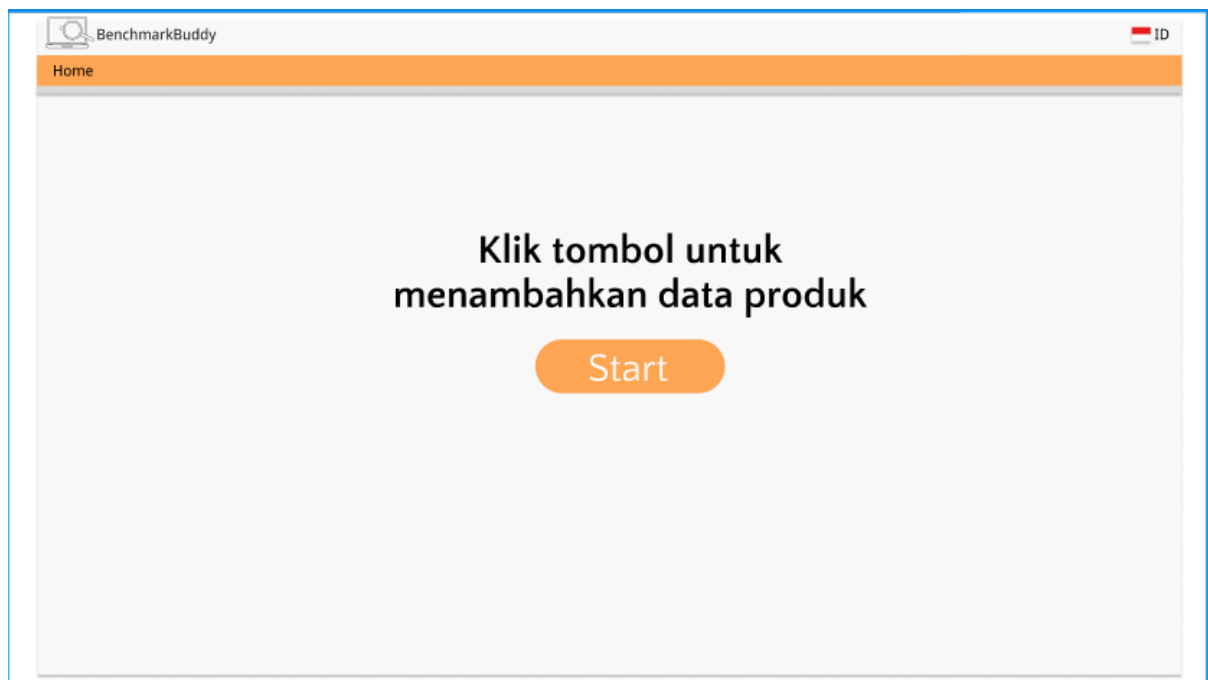 BenchmarkBuddy
ID
Home
Klik tombol untuk
menambahkan data produk
Start